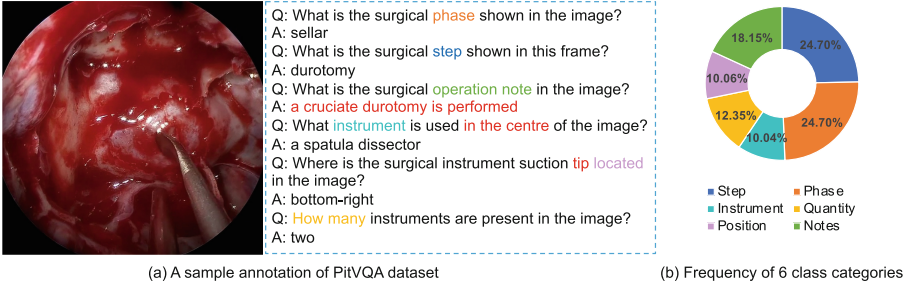 Q: What is the surgical phase shown in the image?
A: sellar
Q: What is the surgical step shown in this frame?
A: durotomy
Q: What is the surgical operation note in the image?
A: a cruciate durotomy is performed
Q: What instrument is used in the centre of the image?
A: a spatula dissector
Q: Where is the surgical instrument suction tip located
in the image?
A: bottom-right
Q: How many instruments are present in the image?
A: two
(a) A sample annotation of PitVQA dataset
18.15%
24.70%
10.06%
12.35%
10.04%
24.70%
Step
Phase
Instrument
Quantity
Position
Notes
(b) Frequency of 6 class categories